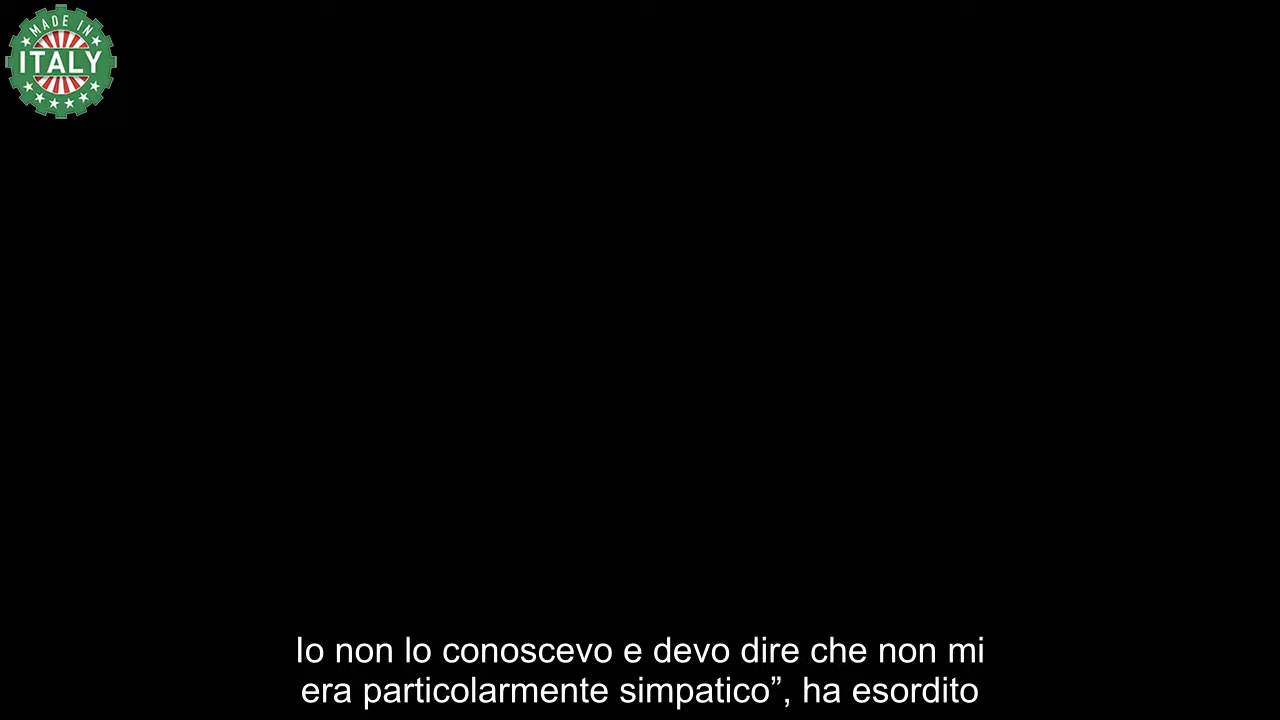 MADE IN
ITALY
Io non lo conoscevo e devo dire che non mi
era particolarmente simpatico”, ha esordito